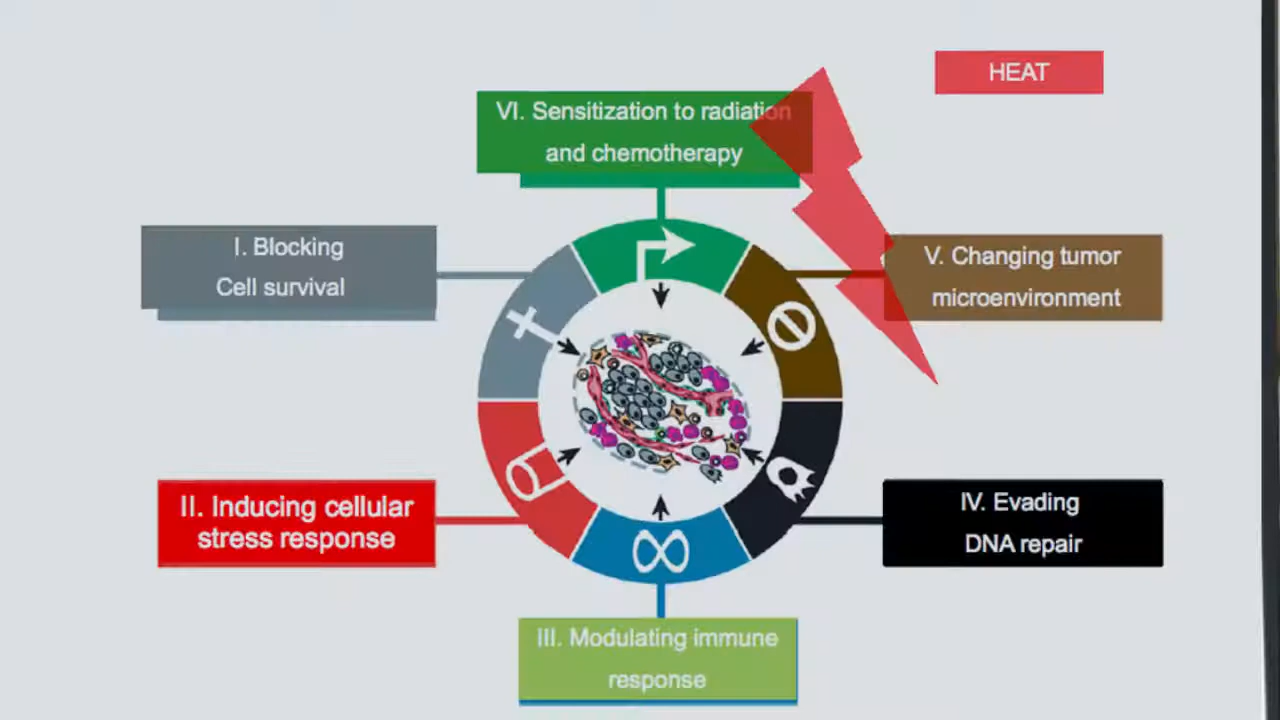 HEAT
VI. Sensitization to radiation
and chemotherapy
I. Blocking
Cell survival
V. Changing tumor
microenvironment
II. Inducing cellular
stress response
IV. Evading
DNA repair
III. Modulating immune
response